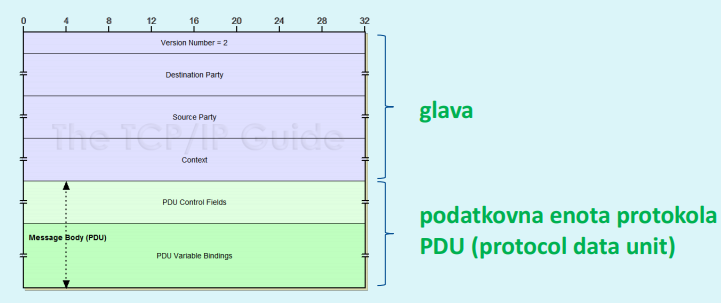 0 4 8 12 16 20 24 28 32
Version Number = 2
Destination Party
Source Party
The TCP/IP Guide
Context
glava
PDU Control Fields
Message Body (PDU)
PDU Variable Bindings
podatkovna enota protokola
PDU (protocol data unit)